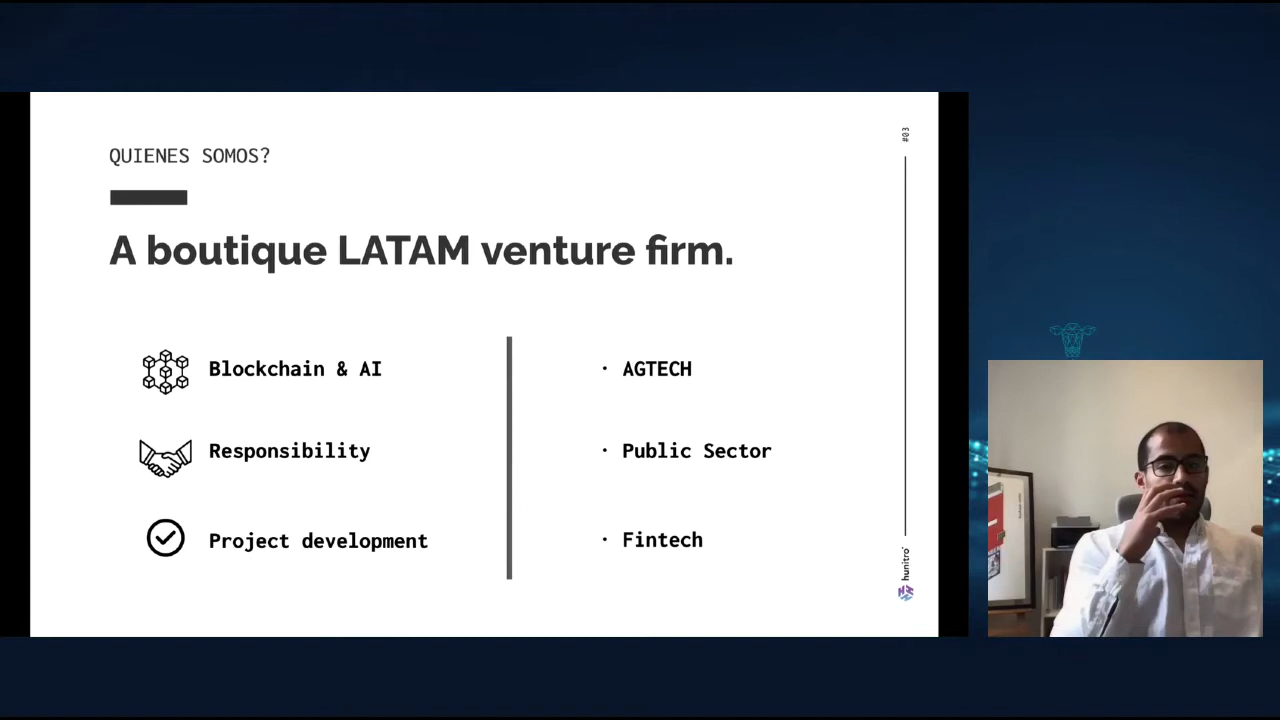 QUIENES SOMOS?
A boutique LATAM venture firm.
Blockchain & AI
Responsibility
Project development
· AGTECH
· Public Sector
· Fintech
#03
hunitro